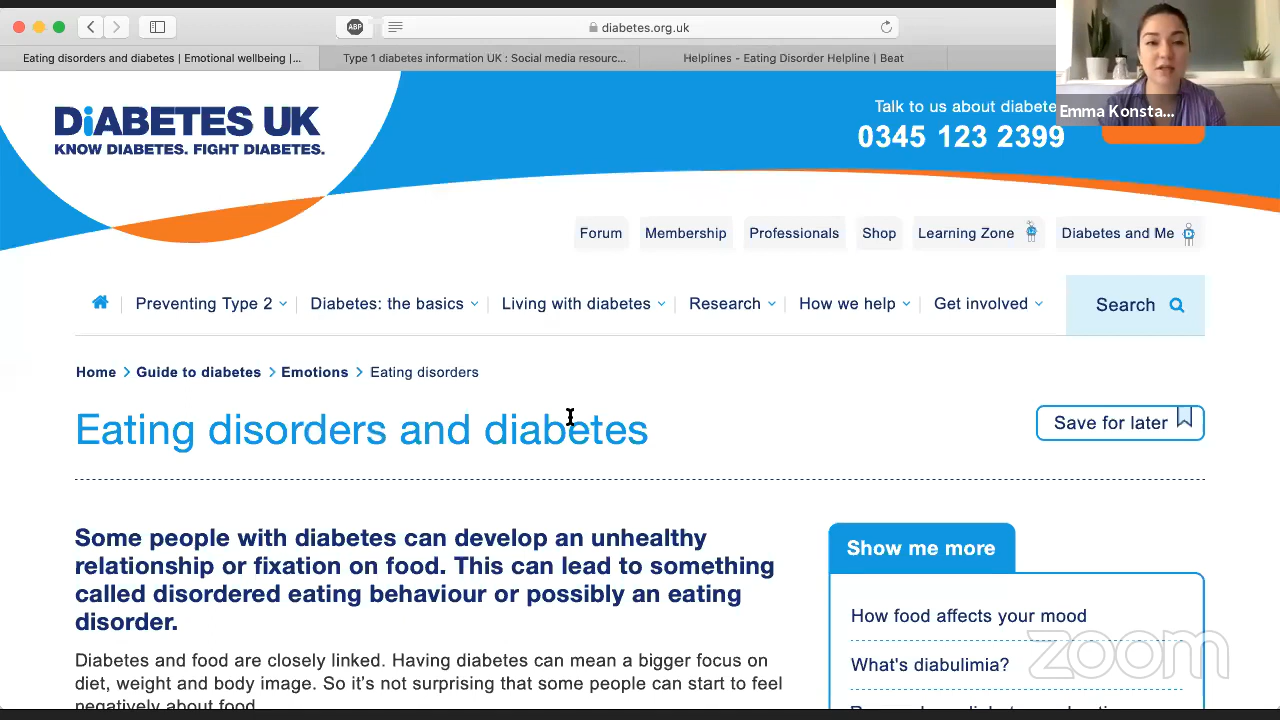 ABP
diabetes.org.uk
Eating disorders and diabetes | Emotional wellbeing |...
Type 1 diabetes information UK : Social media resourc...
Helplines - Eating Disorder Helpline | Beat
Emma Konsta...
DiABETES UK
KNOW DIABETES. FIGHT DIABETES.
Talk to us about diabete
0345 123 2399
Forum
Membership
Professionals
Shop
Learning Zone
Diabetes and Me
Preventing Type 2
Diabetes: the basics
Living with diabetes
Research
How we help
Get involved
Search
Home > Guide to diabetes > Emotions > Eating disorders
Eating disorders and diabetes
Save for later
Some people with diabetes can develop an unhealthy
relationship or fixation on food. This can lead to something
called disordered eating behaviour or possibly an eating
disorder.
Diabetes and food are closely linked. Having diabetes can mean a bigger focus on
diet, weight and body image. So it's not surprising that some people can start to feel
negatively about food.
Show me more
How food affects your mood
What's diabulimia?
zoom